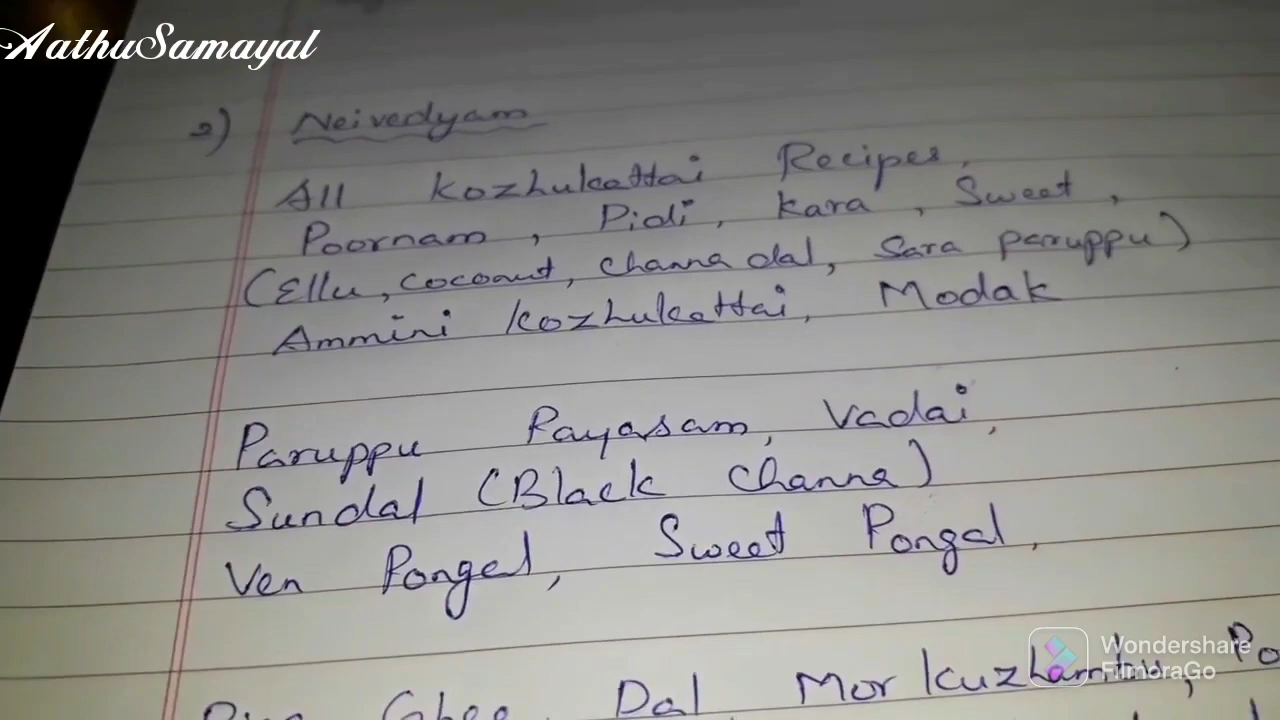 AathuSamayal
2) Neivedyam
All Kozhukattai Recipes,
Poornam, Pidi, Kara, Sweet,
(Ellu, coconut, channa dal, Sara paruppu)
Ammini Kozhukattai, Modak
Paruppu Payasam, Vadai,
Sundal (Black Channa)
Ven Pongal, Sweet Pongal,
Ghee, Dal, Mor Kuzhambu,
Wondershare
FilmoraGo